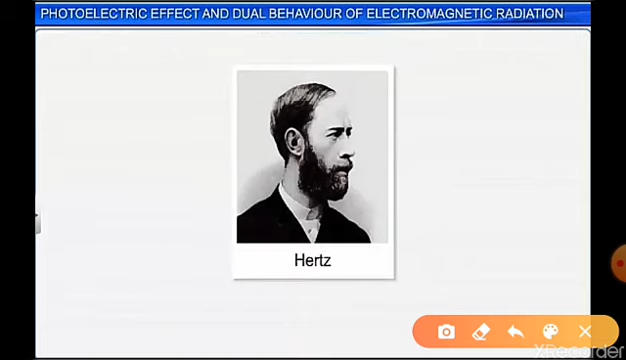 PHOTOELECTRIC EFFECT AND DUAL BEHAVIOUR OF ELECTROMAGNETIC RADIATION
Hertz
XRecorder